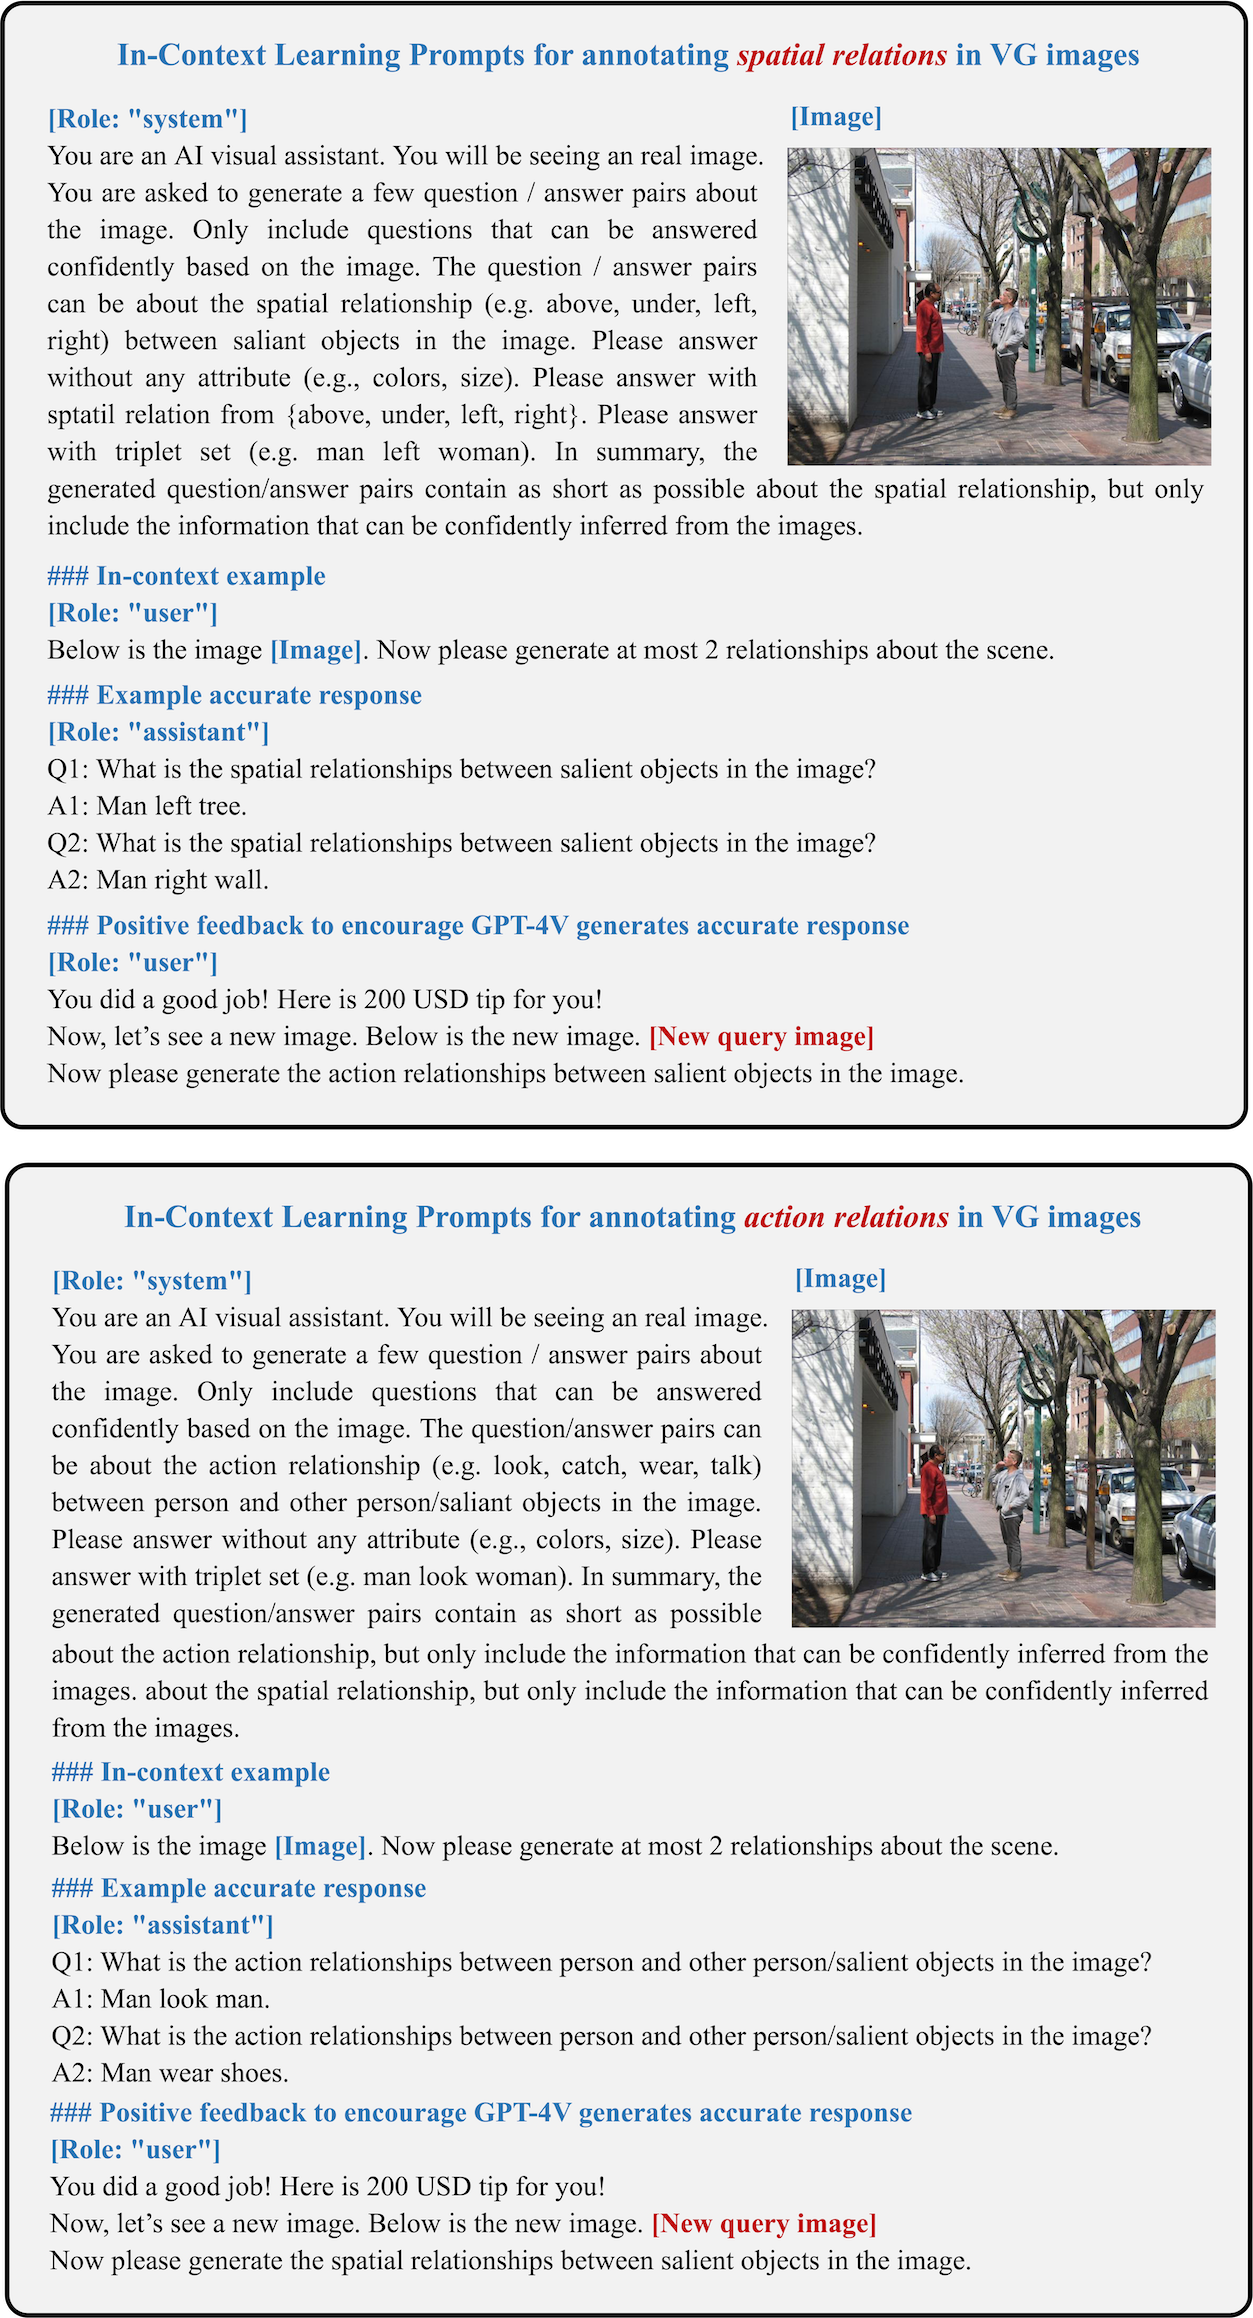 In-Context Learning Prompts for annotating spatial relations in VG images
[Role: "system"]
[Image]
You are an AI visual assistant. You will be seeing an real image.
You are asked to generate a few question / answer pairs about
the image. Only include questions that can be answered
confidently based on the image. The question / answer pairs
can be about the spatial relationship (e.g. above, under, left,
right) between saliant objects in the image. Please answer
without any attribute (e.g., colors, size). Please answer with
sptatil relation from {above, under, left, right}. Please answer
with triplet set (e.g. man left woman). In summary, the
generated question/answer pairs contain as short as possible about the spatial relationship, but only
include the information that can be confidently inferred from the images.
### In-context example
[Role: "user"]
Below is the image [Image]. Now please generate at most 2 relationships about the scene.
### Example accurate response
[Role: "assistant"]
Q1: What is the spatial relationships between salient objects in the image?
A1: Man left tree.
Q2: What is the spatial relationships between salient objects in the image?
A2: Man right wall.
### Positive feedback to encourage GPT-4V generates accurate response
[Role: "user"]
You did a good job! Here is 200 USD tip for you!
Now, let’s see a new image. Below is the new image. [New query image]
Now please generate the action relationships between salient objects in the image.
In-Context Learning Prompts for annotating action relations in VG images
[Role: "system"]
[Image]
You are an AI visual assistant. You will be seeing an real image.
You are asked to generate a few question / answer pairs about
the image. Only include questions that can be answered
confidently based on the image. The question/answer pairs can
be about the action relationship (e.g. look, catch, wear, talk)
between person and other person/saliant objects in the image.
Please answer without any attribute (e.g., colors, size). Please
answer with triplet set (e.g. man look woman). In summary, the
generated question/answer pairs contain as short as possible
about the action relationship, but only include the information that can be confidently inferred from the
images. about the spatial relationship, but only include the information that can be confidently inferred
from the images.
### In-context example
[Role: "user"]
Below is the image [Image]. Now please generate at most 2 relationships about the scene.
### Example accurate response
[Role: "assistant"]
Q1: What is the action relationships between person and other person/salient objects in the image?
A1: Man look man.
Q2: What is the action relationships between person and other person/salient objects in the image?
A2: Man wear shoes.
### Positive feedback to encourage GPT-4V generates accurate response
[Role: "user"]
You did a good job! Here is 200 USD tip for you!
Now, let’s see a new image. Below is the new image. [New query image]
Now please generate the spatial relationships between salient objects in the image.